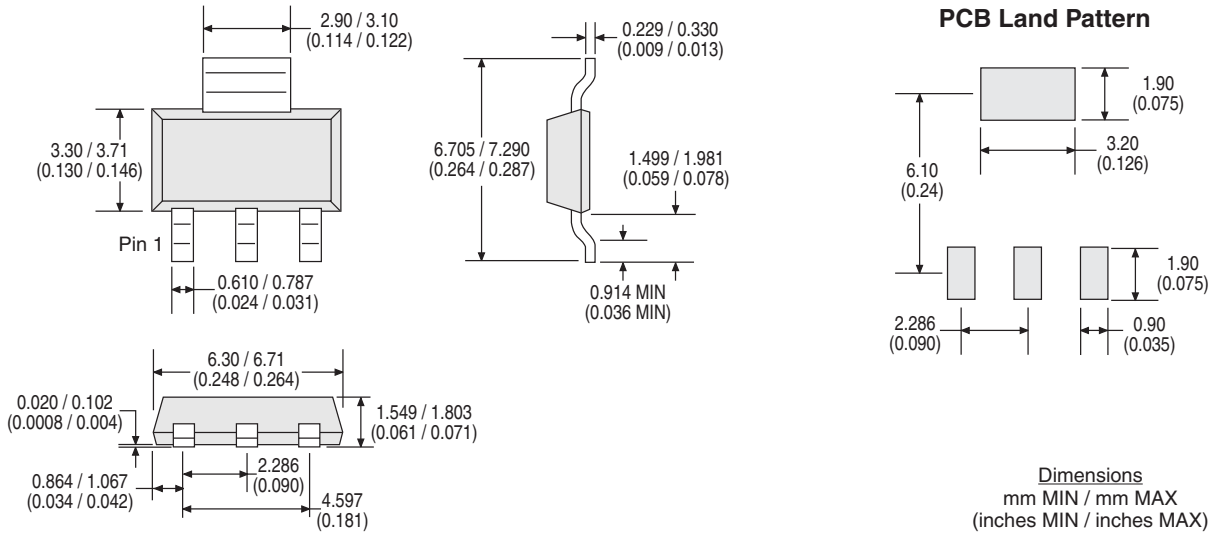 2.90 / 3.10
(0.114 / 0.122)
3.30 / 3.71
(0.130 / 0.146)
Pin 1
0.610 / 0.787
(0.024 / 0.031)
0.229 / 0.330
(0.009 / 0.013)
6.705 / 7.290
(0.264 / 0.287)
1.499 / 1.981
(0.059 / 0.078)
0.914 MIN
(0.036 MIN)
PCB Land Pattern
1.90
(0.075)
3.20
(0.126)
6.10
(0.24)
1.90
(0.075)
2.286
(0.090)
0.90
(0.035)
6.30 / 6.71
(0.248 / 0.264)
0.020 / 0.102
(0.0008 / 0.004)
1.549 / 1.803
(0.061 / 0.071)
0.864 / 1.067
(0.034 / 0.042)
2.286
(0.090)
4.597
(0.181)
Dimensions
mm MIN / mm MAX
(inches MIN / inches MAX)